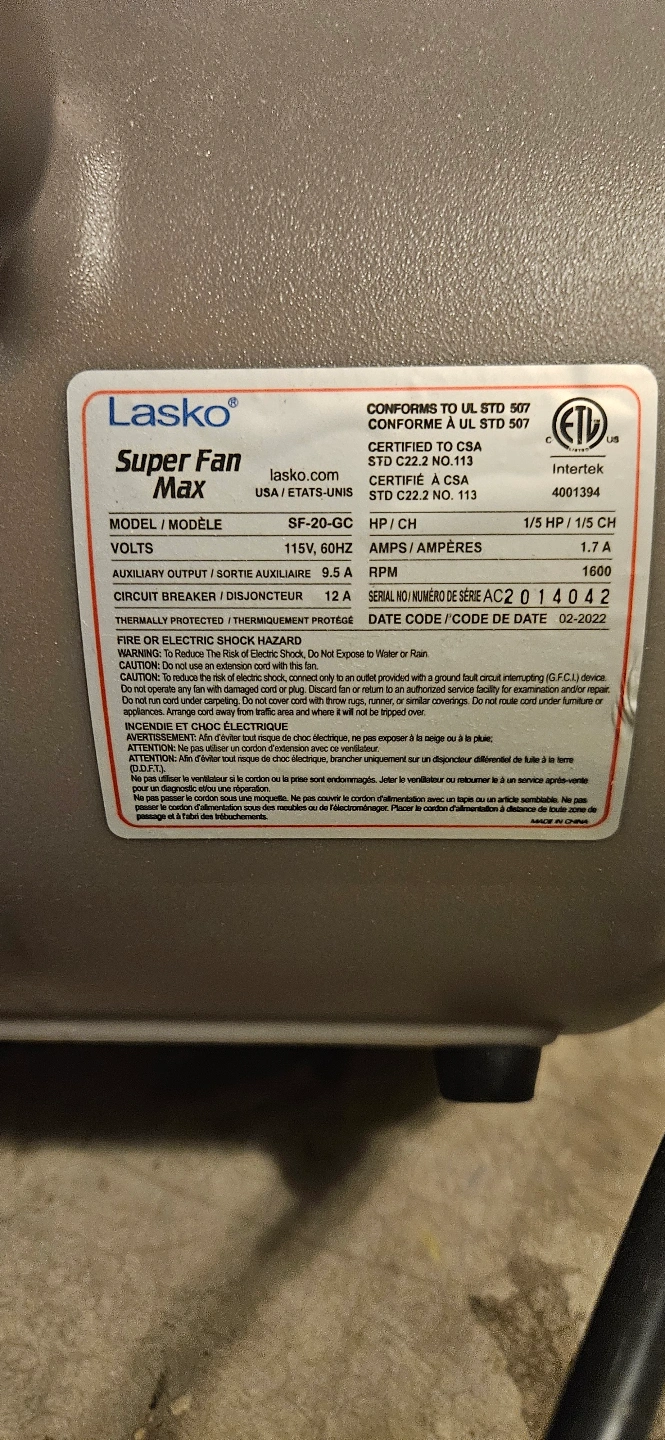 Lasko®
Super Fan
Max
lasko.com
USA / ETATS-UNIS
CONFORMS TO UL STD 507
CONFORME À UL STD 507
CERTIFIED TO CSA
STD C22.2 NO.113
CERTIFIÉ À CSA
STD C22.2 NO. 113
ETL
LISTED
C US
Intertek
4001394
MODEL / MODÈLE SF-20-GC
VOLTS 115V, 60HZ
AUXILIARY OUTPUT / SORTIE AUXILIAIRE 9.5 A
CIRCUIT BREAKER / DISJONCTEUR 12 A
THERMALLY PROTECTED / THERMIQUEMENT PROTÉGÉ
HP / CH 1/5 HP / 1/5 CH
AMPS / AMPÈRES 1.7 A
RPM 1600
SERIAL NO/ NUMÉRO DE SÉRIE AC2014042
DATE CODE / CODE DE DATE 02-2022
FIRE OR ELECTRIC SHOCK HAZARD
WARNING: To Reduce The Risk of Electric Shock, Do Not Expose to Water or Rain.
CAUTION: Do not use an extension cord with this fan.
CAUTION: To reduce the risk of electric shock, connect only to an outlet provided with a ground fault circuit interrupting (G.F.C.I.) device.
Do not operate any fan with damaged cord or plug. Discard fan or return to an authorized service facility for examination and/or repair.
Do not run cord under carpeting. Do not cover cord with throw rugs, runner, or similar coverings. Do not route cord under furniture or
appliances. Arrange cord away from traffic area and where it will not be tripped over.
INCENDIE ET CHOC ÉLECTRIQUE
AVERTISSEMENT: Afin d'éviter tout risque de choc électrique, ne pas exposer à la neige ou à la pluie;
ATTENTION: Ne pas utiliser un cordon d'extension avec ce ventilateur.
ATTENTION: Afin d'éviter tout risque de choc électrique, brancher uniquement sur un disjoncteur différentiel de fuite à la terre
(D.D.F.T.).
Ne pas utiliser le ventilateur si le cordon ou la prise sont endommagés. Jeter le ventilateur ou retourner le à un service après-vente
pour un diagnostic et/ou une réparation.
Ne pas passer le cordon sous une moquette. Ne pas couvrir le cordon d'alimentation avec un tapis ou un article semblable. Ne pas
passer le cordon d'alimentation sous des meubles ou de l'électroménager. Placer le cordon d'alimentation à distance de toute zone de
passage et à l'abri des trébuchements.
MADE IN CHINA